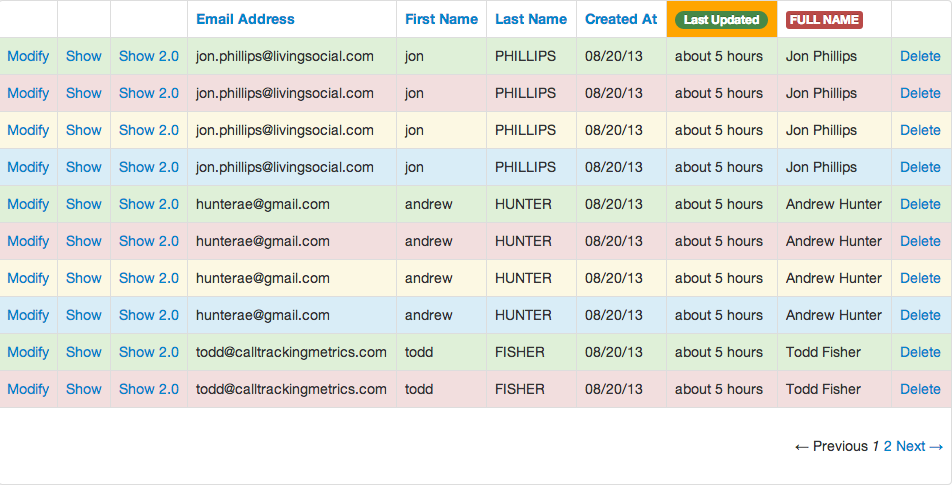 Email Address First Name Last Name Created At Last Updated FULL NAME
Modify Show Show 2.0 jon.phillips@livingsocial.com jon PHILLIPS 08/20/13 about 5 hours Jon Phillips Delete
Modify Show Show 2.0 jon.phillips@livingsocial.com jon PHILLIPS 08/20/13 about 5 hours Jon Phillips Delete
Modify Show Show 2.0 jon.phillips@livingsocial.com jon PHILLIPS 08/20/13 about 5 hours Jon Phillips Delete
Modify Show Show 2.0 jon.phillips@livingsocial.com jon PHILLIPS 08/20/13 about 5 hours Jon Phillips Delete
Modify Show Show 2.0 hunterae@gmail.com andrew HUNTER 08/20/13 about 5 hours Andrew Hunter Delete
Modify Show Show 2.0 hunterae@gmail.com andrew HUNTER 08/20/13 about 5 hours Andrew Hunter Delete
Modify Show Show 2.0 hunterae@gmail.com andrew HUNTER 08/20/13 about 5 hours Andrew Hunter Delete
Modify Show Show 2.0 hunterae@gmail.com andrew HUNTER 08/20/13 about 5 hours Andrew Hunter Delete
Modify Show Show 2.0 todd@calltrackingmetrics.com todd FISHER 08/20/13 about 5 hours Todd Fisher Delete
Modify Show Show 2.0 todd@calltrackingmetrics.com todd FISHER 08/20/13 about 5 hours Todd Fisher Delete
← Previous 1 2 Next →